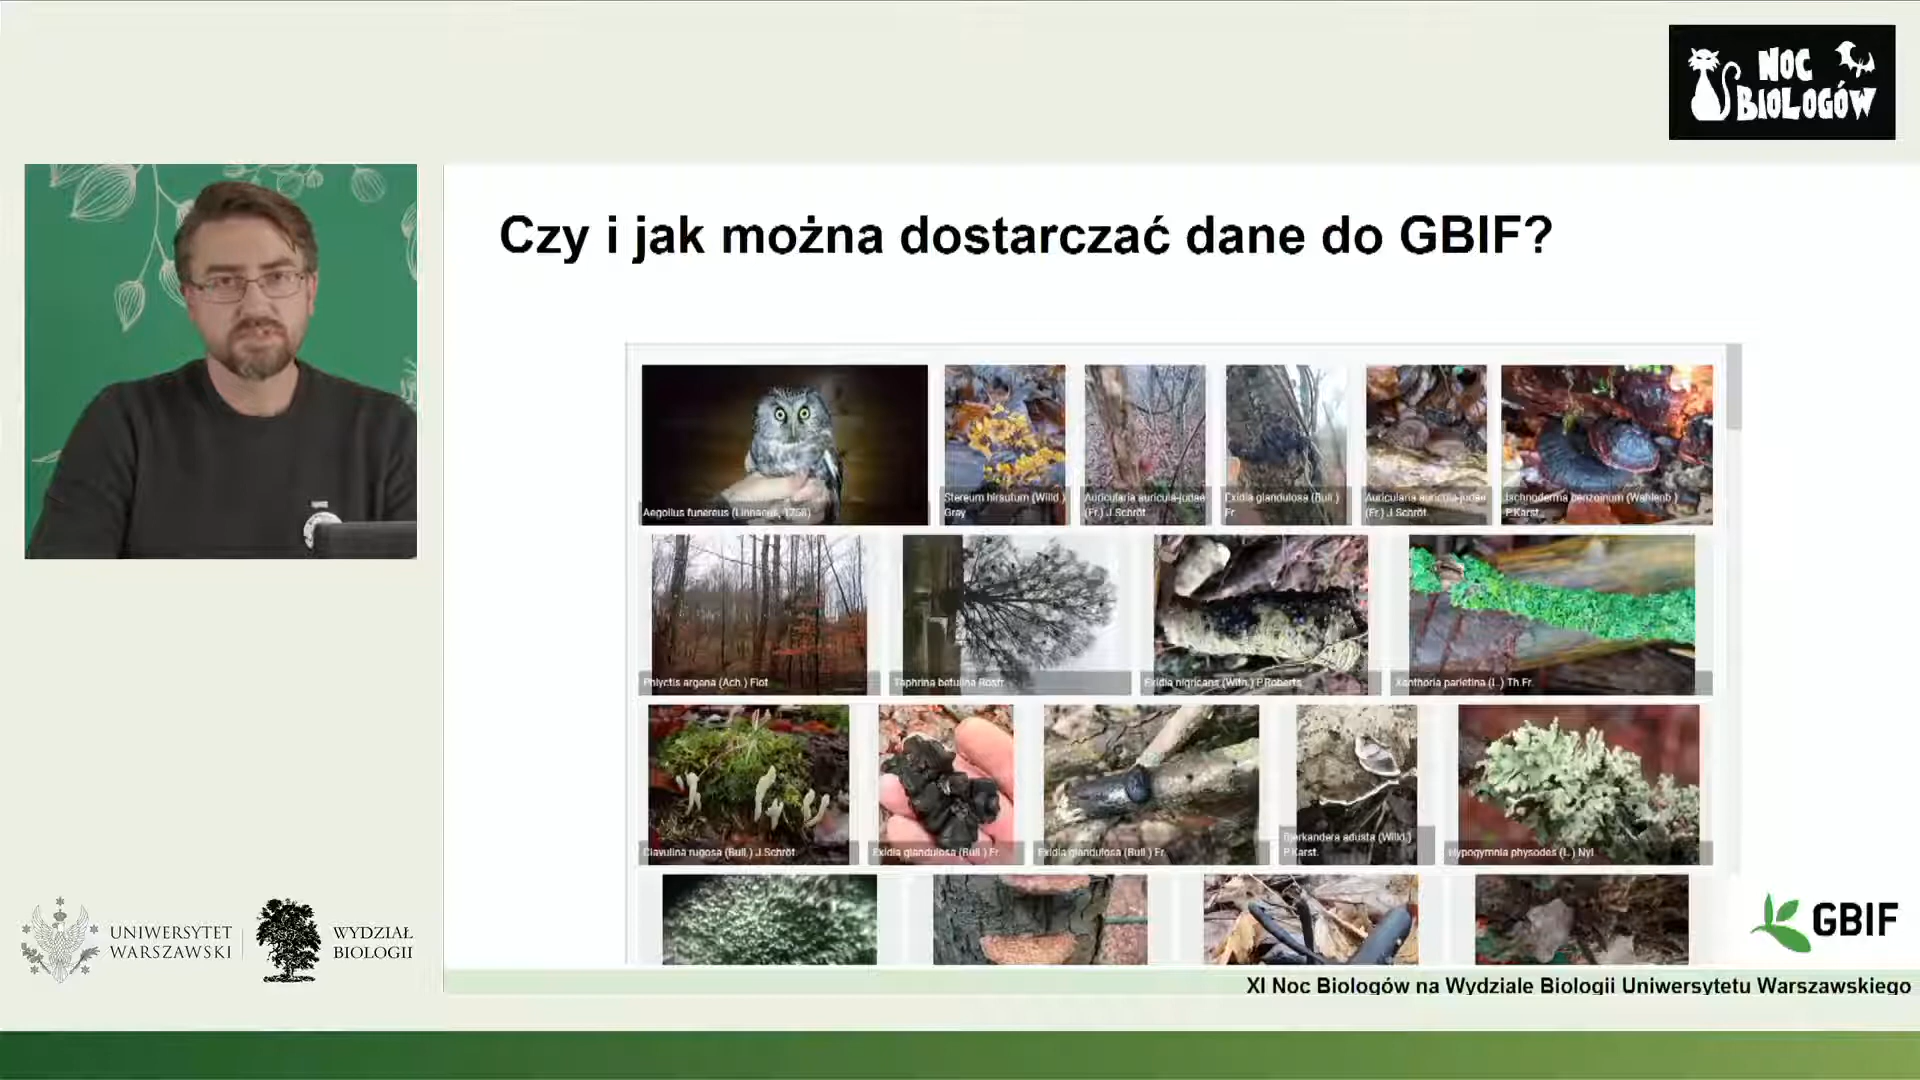 NOC
BIOLOGÓW
Czy i jak można dostarczać dane do GBIF?
Aegolius funereus (Linnaeus, 1758)
Stereum hirsutum (Willd.)
Gray
Auricularia auricula-judae
(Fr.) J.Schröt.
Exidia glandulosa (Bull.)
Fr.
Auricularia auricula-judae
(Fr.) J.Schröt.
Ischnoderma benzoinum (Wahlenb.)
P.Karst.
Phlyctis argena (Ach.) Flot.
Taphrina betulina Rostr.
Exidia nigricans (With.) P.Roberts
Xanthoria parietina (L.) Th.Fr.
Clavulina rugosa (Bull.) J.Schröt.
Exidia glandulosa (Bull.) Fr.
Exidia glandulosa (Bull.) Fr.
Bjerkandera adusta (Willd.)
P.Karst.
Hypogymnia physodes (L.) Nyl.
GBIF
UNIWERSYTET
WARSZAWSKI
WYDZIAŁ
BIOLOGII
XI Noc Biologów na Wydziale Biologii Uniwersytetu Warszawskiego